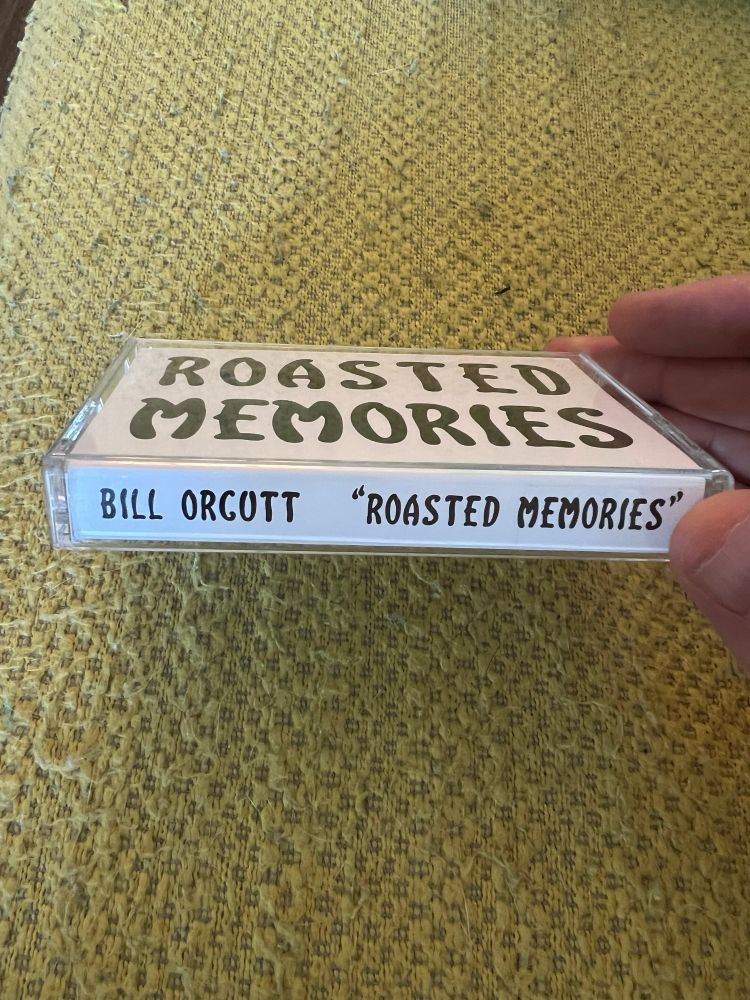 ROASTED
MEMORIES
BILL ORCUTT “ROASTED MEMORIES”